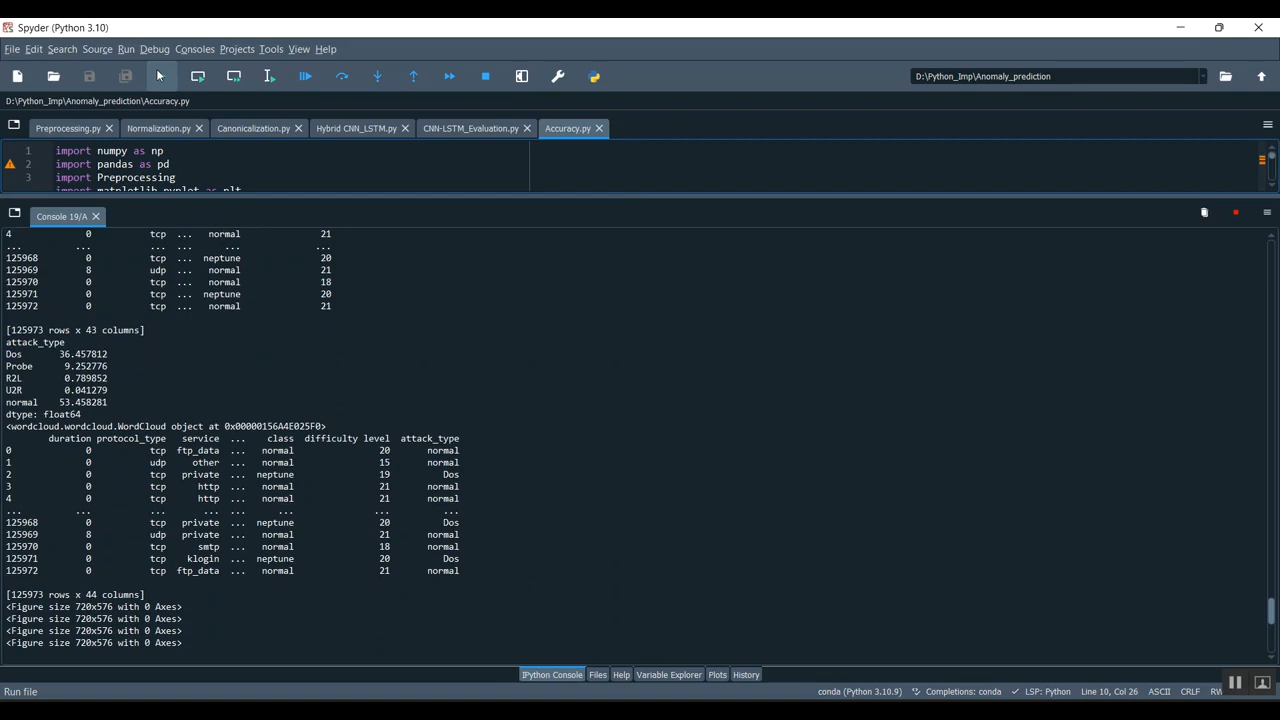 Spyder (Python 3.10)
File Edit Search Source Run Debug Consoles Projects Tools View Help
D:\Python_Imp\Anomaly_prediction
D:\Python_Imp\Anomaly_prediction\Accuracy.py
Preprocessing.py Normalization.py Canonicalization.py Hybrid CNN_LSTM.py CNN-LSTM_Evaluation.py Accuracy.py
1 import numpy as np
2 import pandas as pd
3 import Preprocessing
import matplotlib.pyplot as plt
Console 19/A
4 0 tcp ... normal 21
... ... ... ... ... ...
125968 0 tcp ... neptune 20
125969 8 udp ... normal 21
125970 0 tcp ... normal 18
125971 0 tcp ... neptune 20
125972 0 tcp ... normal 21
[125973 rows x 43 columns]
attack_type
Dos 36.457812
Probe 9.252776
R2L 0.789852
U2R 0.041279
normal 53.458281
dtype: float64
<wordcloud.wordcloud.WordCloud object at 0x00000156A4E025F0>
duration protocol_type service ... class difficulty level attack_type
0 0 tcp ftp_data ... normal 20 normal
1 0 udp other ... normal 15 normal
2 0 tcp private ... neptune 19 Dos
3 0 tcp http ... normal 21 normal
4 0 tcp http ... normal 21 normal
... ... ... ... ... ... ... ...
125968 0 tcp private ... neptune 20 Dos
125969 8 udp private ... normal 21 normal
125970 0 tcp smtp ... normal 18 normal
125971 0 tcp klogin ... neptune 20 Dos
125972 0 tcp ftp_data ... normal 21 normal
[125973 rows x 44 columns]
<Figure size 720x576 with 0 Axes>
<Figure size 720x576 with 0 Axes>
<Figure size 720x576 with 0 Axes>
<Figure size 720x576 with 0 Axes>
IPython Console Files Help Variable Explorer Plots History
Run file conda (Python 3.10.9) Completions: conda LSP: Python Line 10, Col 26 ASCII CRLF RW